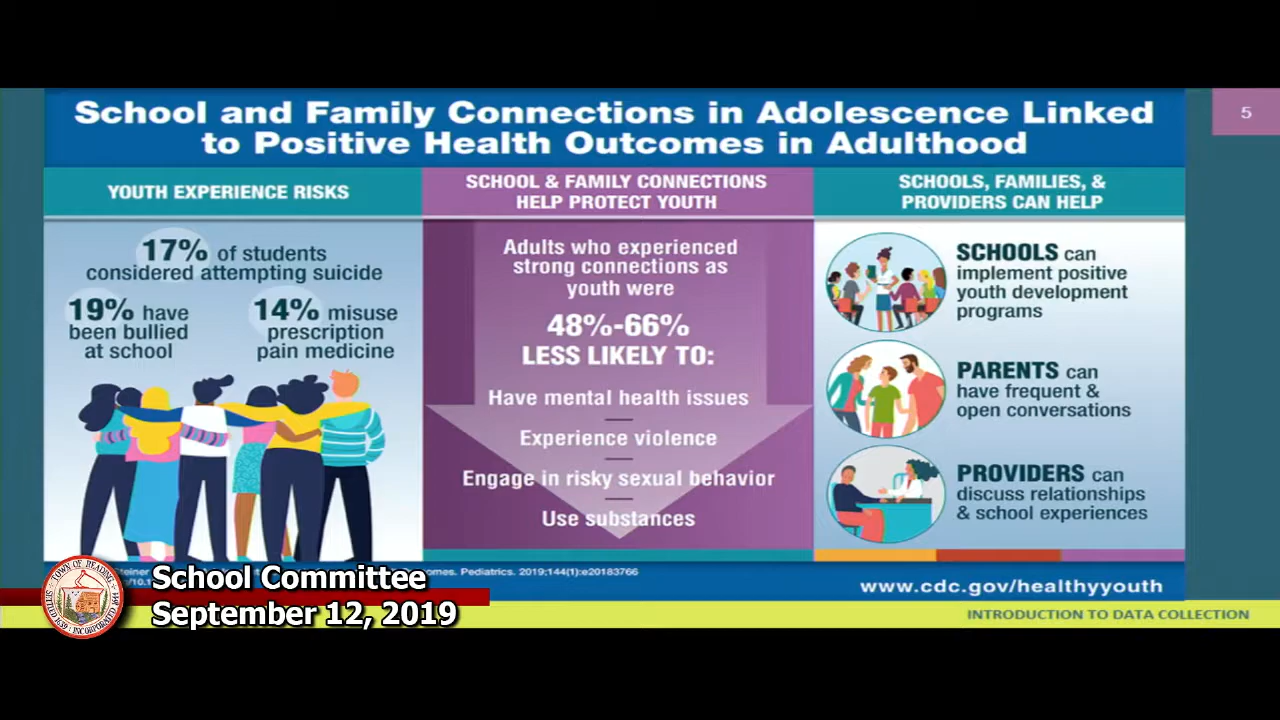 School and Family Connections in Adolescence Linked
to Positive Health Outcomes in Adulthood
5
YOUTH EXPERIENCE RISKS
17% of students
considered attempting suicide
19% have
been bullied
at school
14% misuse
prescription
pain medicine
SCHOOL & FAMILY CONNECTIONS
HELP PROTECT YOUTH
Adults who experienced
strong connections as
youth were
48%-66%
LESS LIKELY TO:
Have mental health issues
Experience violence
Engage in risky sexual behavior
Use substances
SCHOOLS, FAMILIES, &
PROVIDERS CAN HELP
SCHOOLS can
implement positive
youth development
programs
PARENTS can
have frequent &
open conversations
PROVIDERS can
discuss relationships
& school experiences
Pediatrics. 2019;144(1):e20183766
www.cdc.gov/healthyyouth
INTRODUCTION TO DATA COLLECTION
TOWN OF READING
School Committee
September 12, 2019